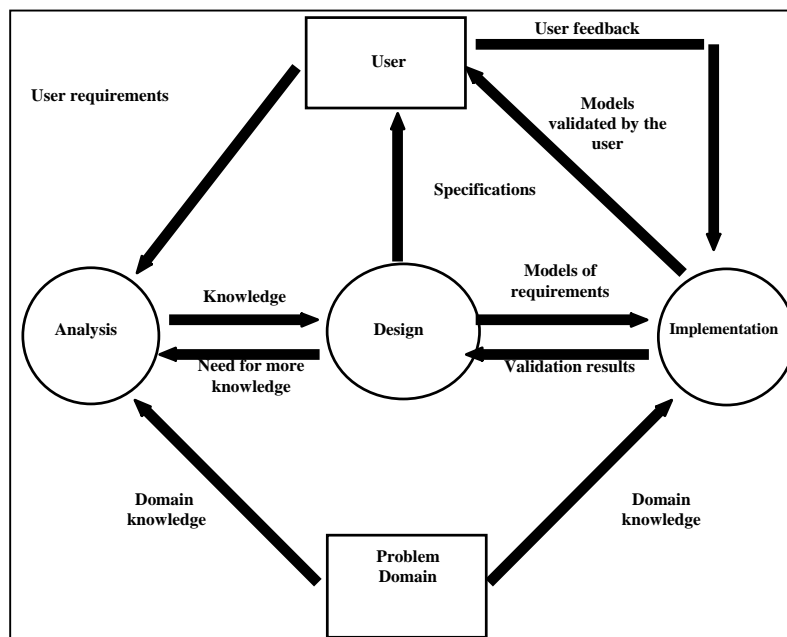 User feedback
User
User requirements
Models
validated by the
user
Specifications
Knowledge
Models of
requirements
Analysis
Design
Implementation
Need for more
knowledge
Validation results
Domain
knowledge
Domain
knowledge
Problem
Domain